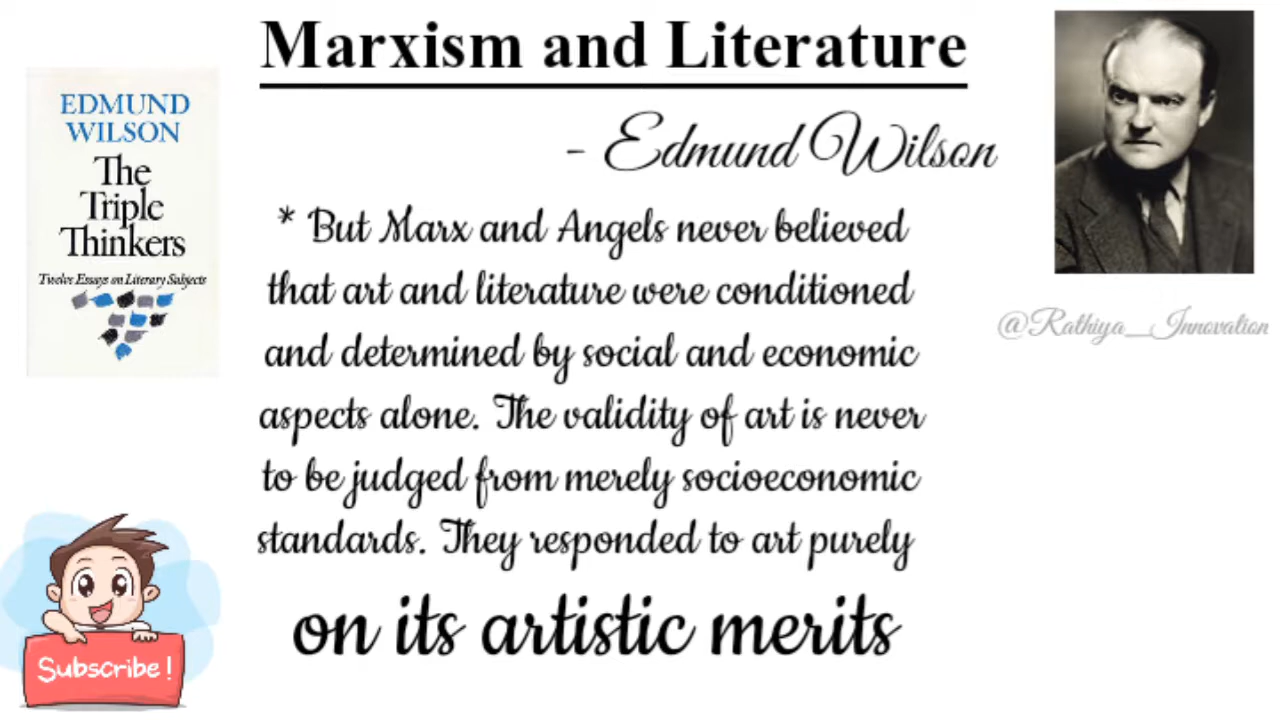 Marxism and Literature
- Edmund Wilson
EDMUND
WILSON
The
Triple
Thinkers
Twelve Essays on Literary Subjects
* But Marx and Angels never believed
that art and literature were conditioned
and determined by social and economic
aspects alone. The validity of art is never
to be judged from merely socioeconomic
standards. They responded to art purely
on its artistic merits
@Rathiya__Innovation
Subscribe!